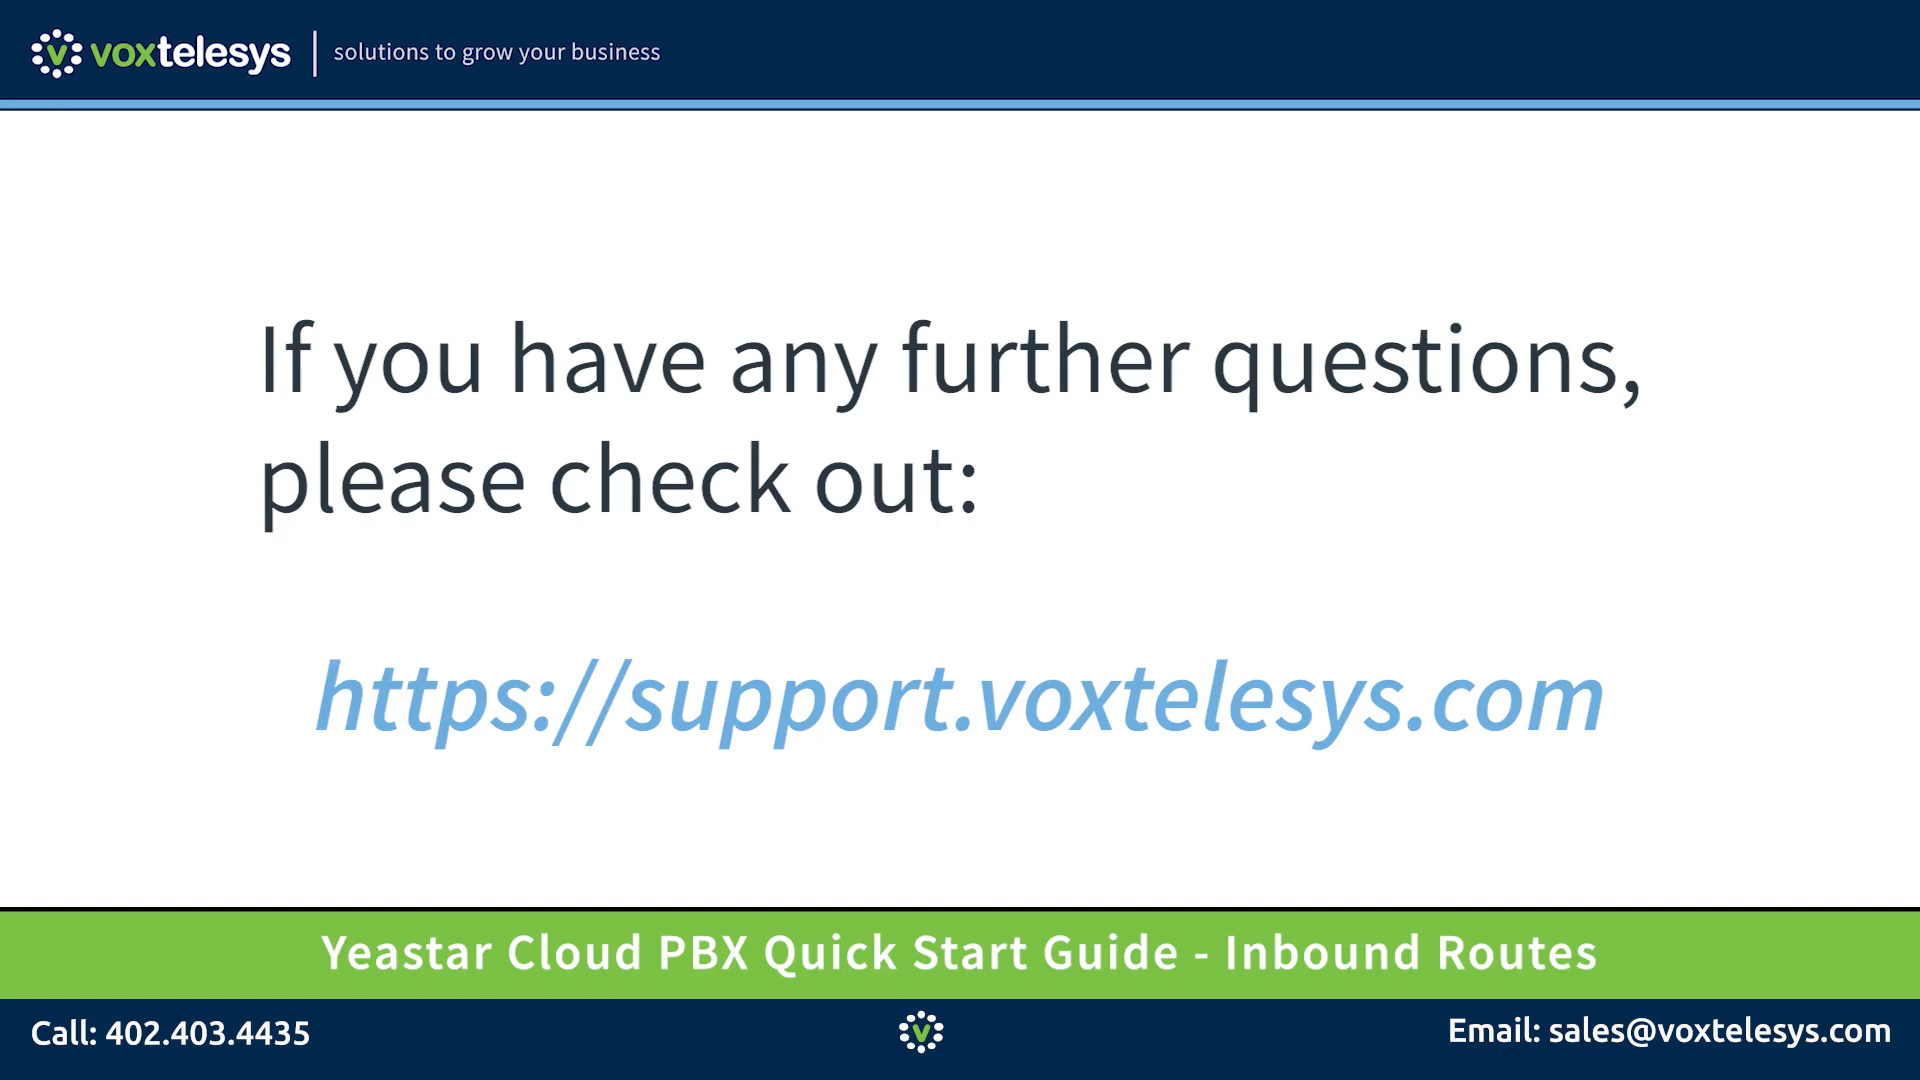 voxtelesys | solutions to grow your business
If you have any further questions,
please check out:
https://support.voxtelesys.com
Yeastar Cloud PBX Quick Start Guide - Inbound Routes
Call: 402.403.4435
v
Email: sales@voxtelesys.com